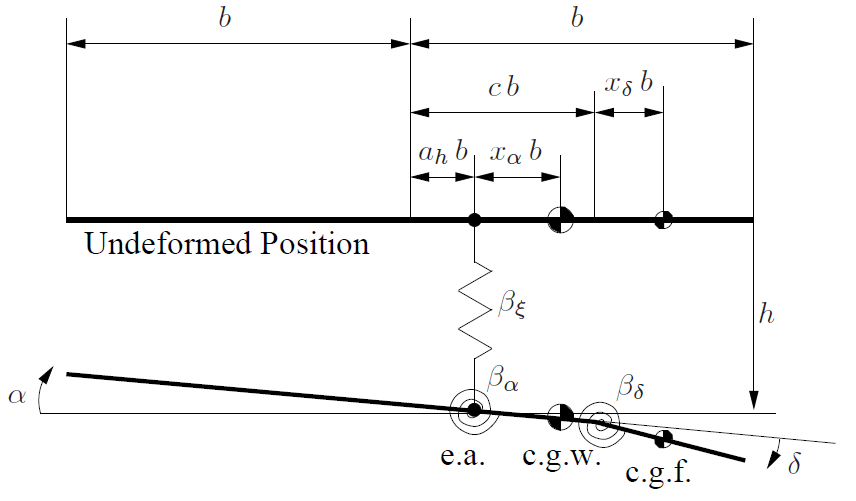 b b
c b x_δ b
a_h b x_α b
Undeformed Position
β_ξ
h
α
β_α β_δ
e.a. c.g.w. c.g.f.
δ